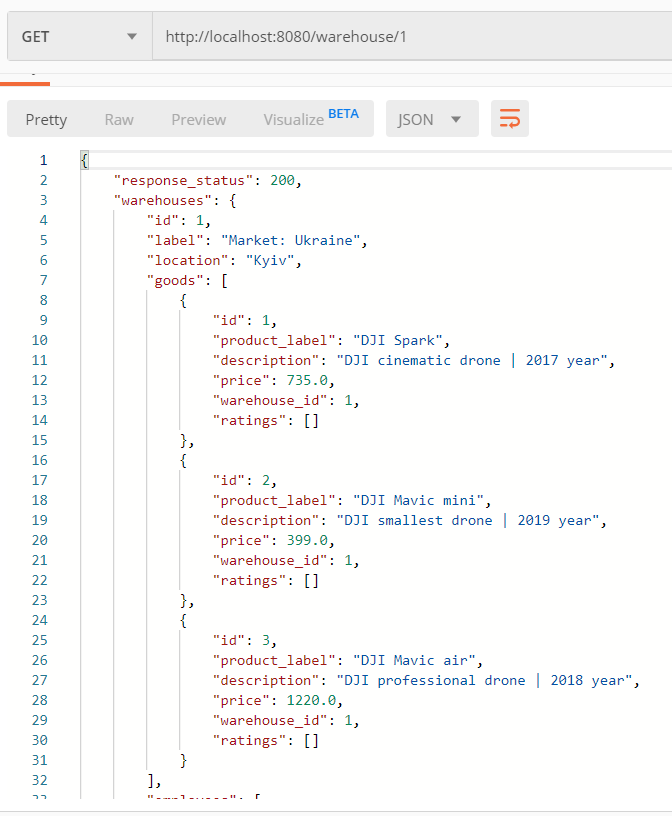 GET http://localhost:8080/warehouse/1
Pretty Raw Preview Visualize BETA JSON
1 {
2 "response_status": 200,
3 "warehouses": {
4 "id": 1,
5 "label": "Market: Ukraine",
6 "location": "Kyiv",
7 "goods": [
8 {
9 "id": 1,
10 "product_label": "DJI Spark",
11 "description": "DJI cinematic drone | 2017 year",
12 "price": 735.0,
13 "warehouse_id": 1,
14 "ratings": []
15 },
16 {
17 "id": 2,
18 "product_label": "DJI Mavic mini",
19 "description": "DJI smallest drone | 2019 year",
20 "price": 399.0,
21 "warehouse_id": 1,
22 "ratings": []
23 },
24 {
25 "id": 3,
26 "product_label": "DJI Mavic air",
27 "description": "DJI professional drone | 2018 year",
28 "price": 1220.0,
29 "warehouse_id": 1,
30 "ratings": []
31 }
32 ],